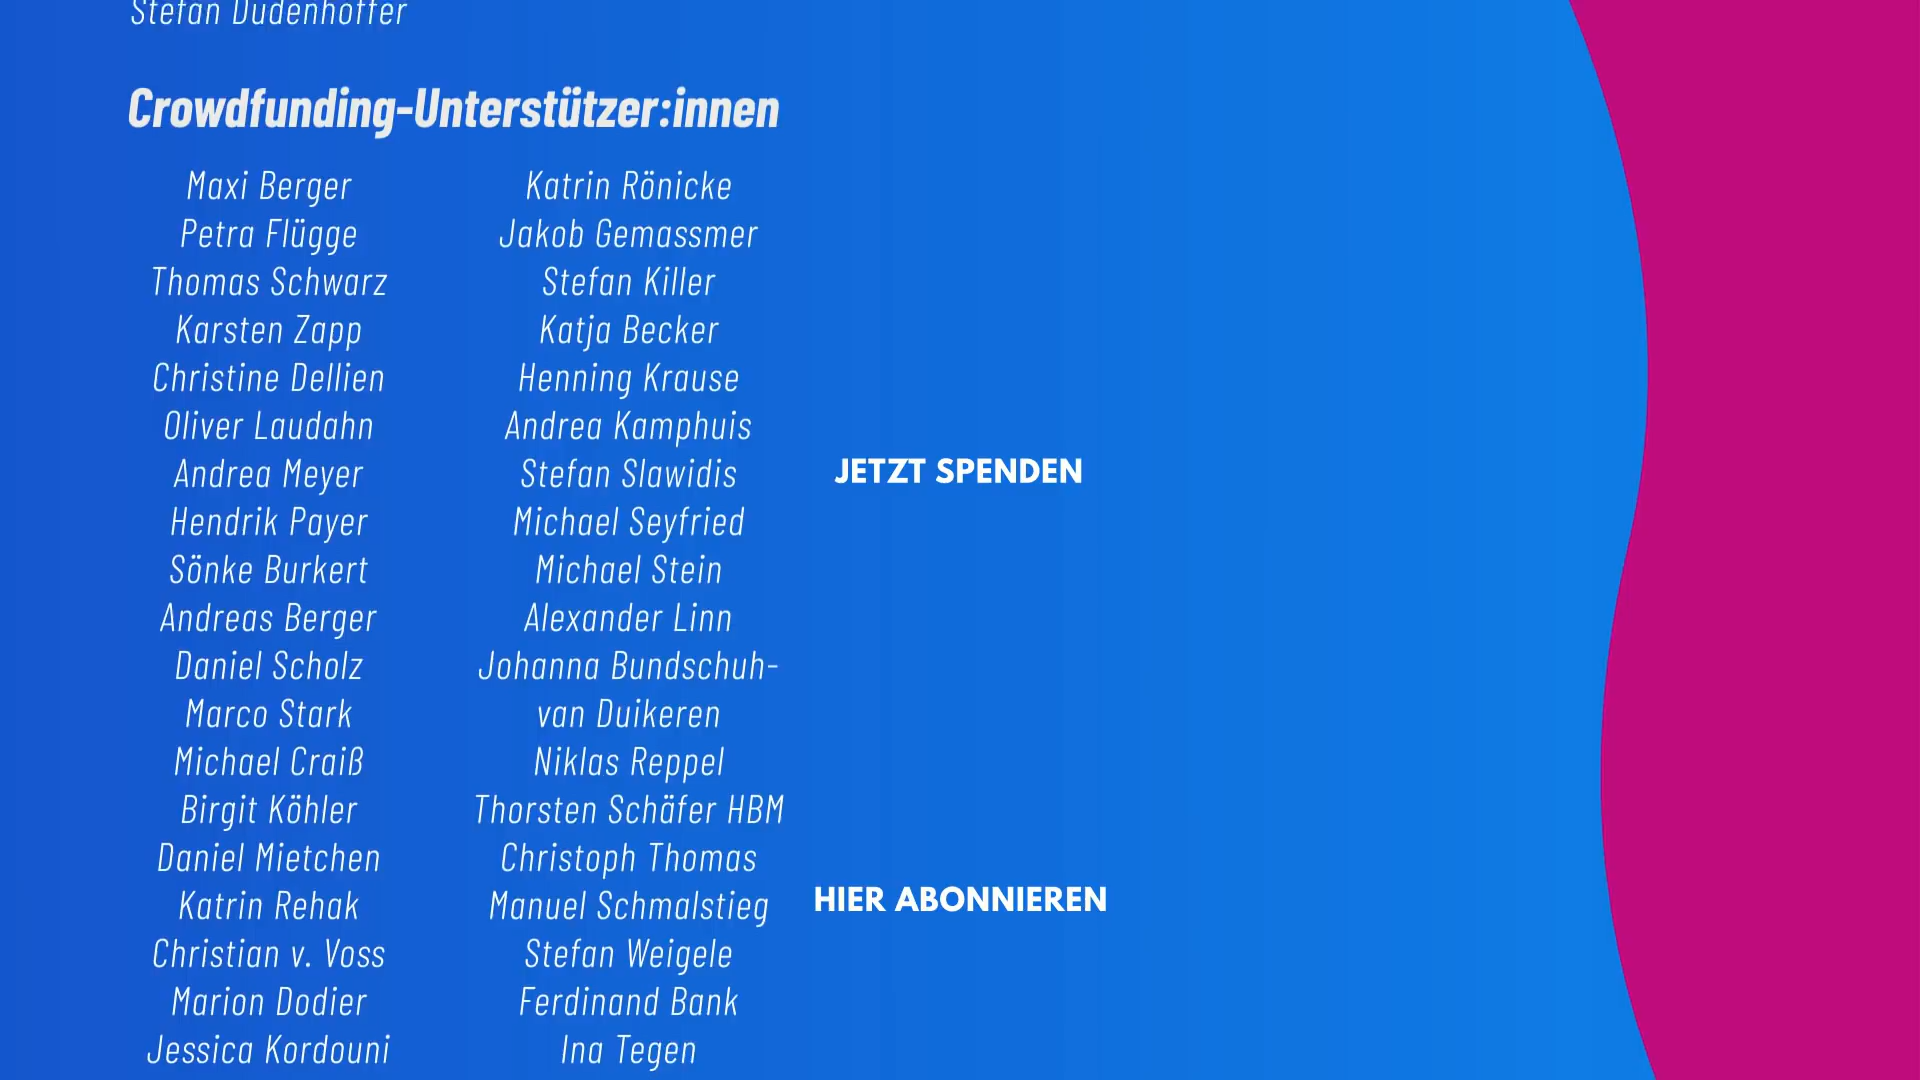 Stefan Dudenhöffer
Crowdfunding-Unterstützer:innen
Maxi Berger
Petra Flügge
Thomas Schwarz
Karsten Zapp
Christine Dellien
Oliver Laudahn
Andrea Meyer
Hendrik Payer
Sönke Burkert
Andreas Berger
Daniel Scholz
Marco Stark
Michael Craiß
Birgit Köhler
Daniel Mietchen
Katrin Rehak
Christian v. Voss
Marion Dodier
Jessica Kordouni
Katrin Rönicke
Jakob Gemassmer
Stefan Killer
Katja Becker
Henning Krause
Andrea Kamphuis
Stefan Slawidis
Michael Seyfried
Michael Stein
Alexander Linn
Johanna Bundschuh-
van Duikeren
Niklas Reppel
Thorsten Schäfer HBM
Christoph Thomas
Manuel Schmalstieg
Stefan Weigele
Ferdinand Bank
Ina Tegen
JETZT SPENDEN
HIER ABONNIEREN